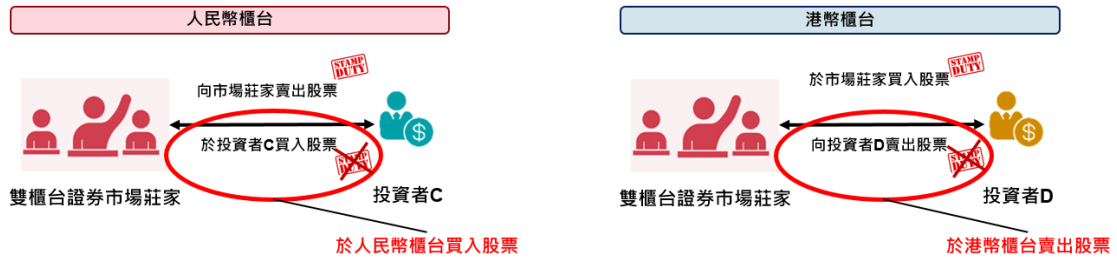 人民幣櫃台
港幣櫃台
STAMP DUTY
向市場莊家賣出股票
於投資者C買入股票
STAMP DUTY
雙櫃台證券市場莊家
投資者C
於人民幣櫃台買入股票
STAMP DUTY
於市場莊家買入股票
向投資者D賣出股票
STAMP DUTY
雙櫃台證券市場莊家
投資者D
於港幣櫃台賣出股票